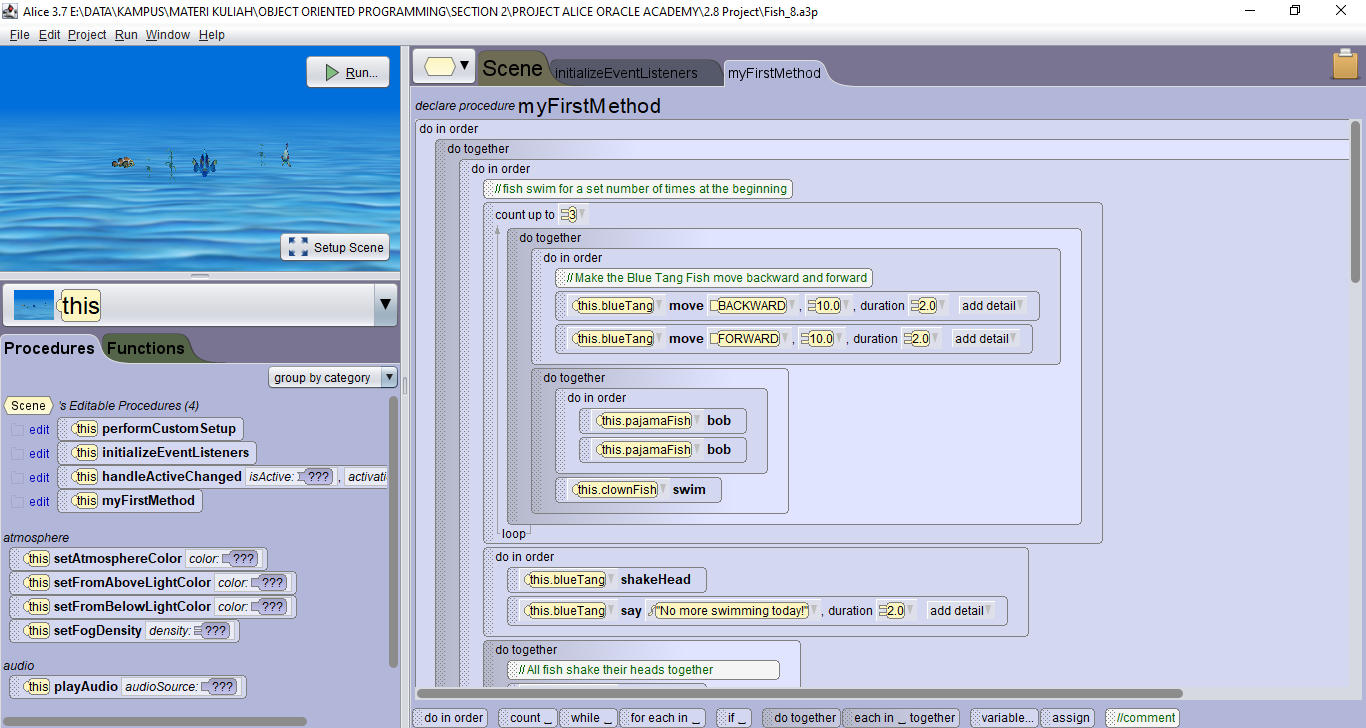 Alice 3.7 E:\DATA\KAMPUS\MATERI KULIAH\OBJECT ORIENTED PROGRAMMING\SECTION 2\PROJECT ALICE ORACLE ACADEMY\2.8 Project\Fish_8.a3p
File Edit Project Run Window Help
Run...
Setup Scene
this
Procedures Functions
group by category
Scene 's Editable Procedures (4)
edit this performCustomSetup
edit this initializeEventListeners
edit this handleActiveChanged isActive: ??? , activati
edit this myFirstMethod
atmosphere
this setAtmosphereColor color: ???
this setFromAboveLightColor color: ???
this setFromBelowLightColor color: ???
this setFogDensity density: ???
audio
this playAudio audioSource: ???
Scene initializeEventListeners myFirstMethod
declare procedure myFirstMethod
do in order
do together
do in order
//fish swim for a set number of times at the beginning
count up to 3
do together
do in order
// Make the Blue Tang Fish move backward and forward
this.blueTang move BACKWARD , 10.0 , duration 2.0 add detail
this.blueTang move FORWARD , 10.0 , duration 2.0 add detail
do together
do in order
this.pajamaFish bob
this.pajamaFish bob
this.clownFish swim
loop
do in order
this.blueTang shakeHead
this.blueTang say "No more swimming today!" , duration 2.0 add detail
do together
// All fish shake their heads together
do in order count _ while _ for each in _ if _ do together each in _ together variable... assign //comment